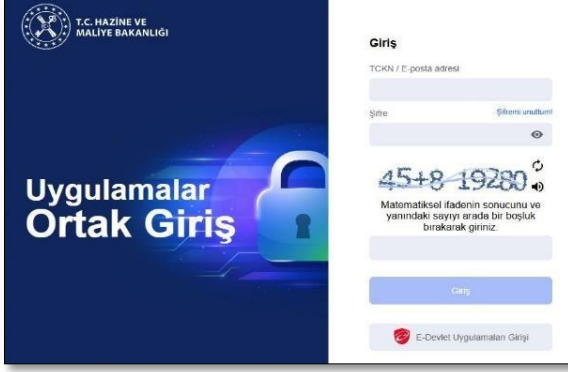 T.C. HAZİNE VE
MALİYE BAKANLIĞI
Uygulamalar
Ortak Giriş
Giriş
TCKN / E-posta adresi
Şifre
Şifremi unuttum!
45+8 19280
Matematiksel ifadenin sonucunu ve
yanındaki sayıyı arada bir boşluk
bırakarak giriniz.
Giriş
E-Devlet Uygulamaları Girişi